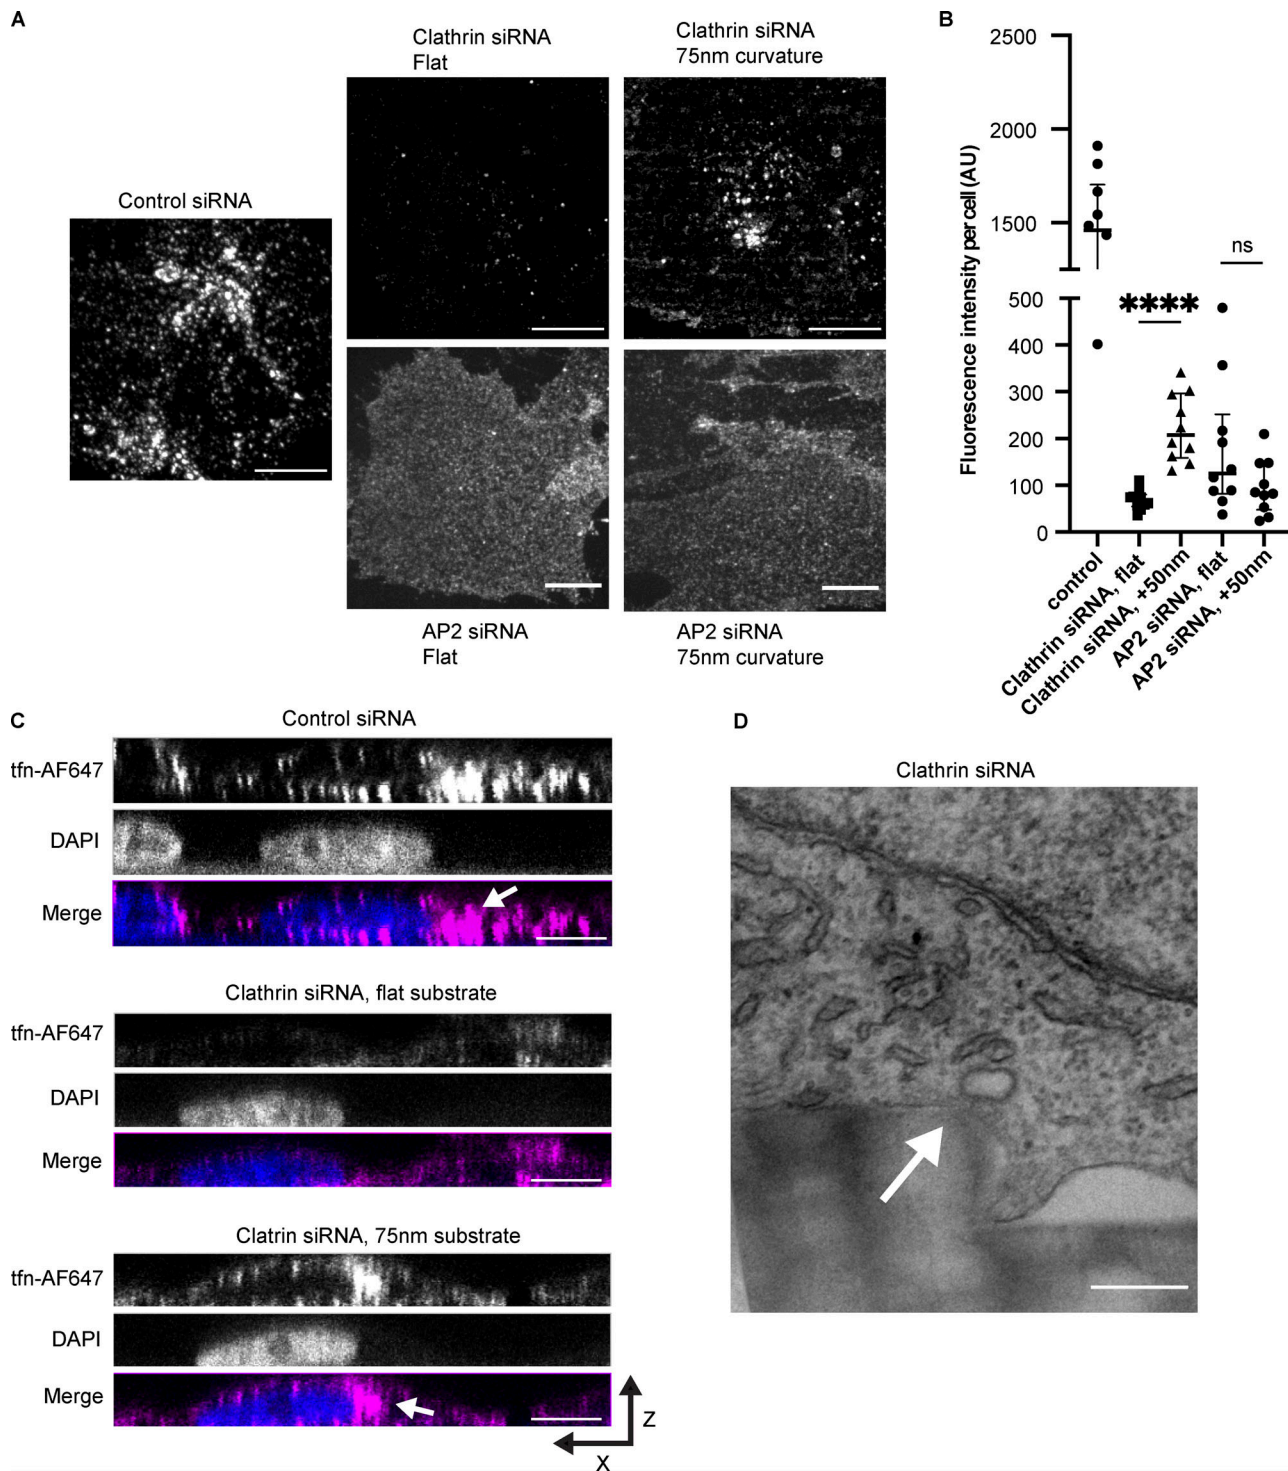 A
Control siRNA
Clathrin siRNA
Flat
Clathrin siRNA
75nm curvature
AP2 siRNA
Flat
AP2 siRNA
75nm curvature
B
Fluorescence intensity per cell (AU)
2500
2000
1500
500
400
300
200
100
0
****
ns
control
Clathrin siRNA, flat
Clathrin siRNA, +50nm
AP2 siRNA, flat
AP2 siRNA, +50nm
C
Control siRNA
tfn-AF647
DAPI
Merge
Clathrin siRNA, flat substrate
tfn-AF647
DAPI
Merge
Clatrin siRNA, 75nm substrate
tfn-AF647
DAPI
Merge
Z
X
D
Clathrin siRNA